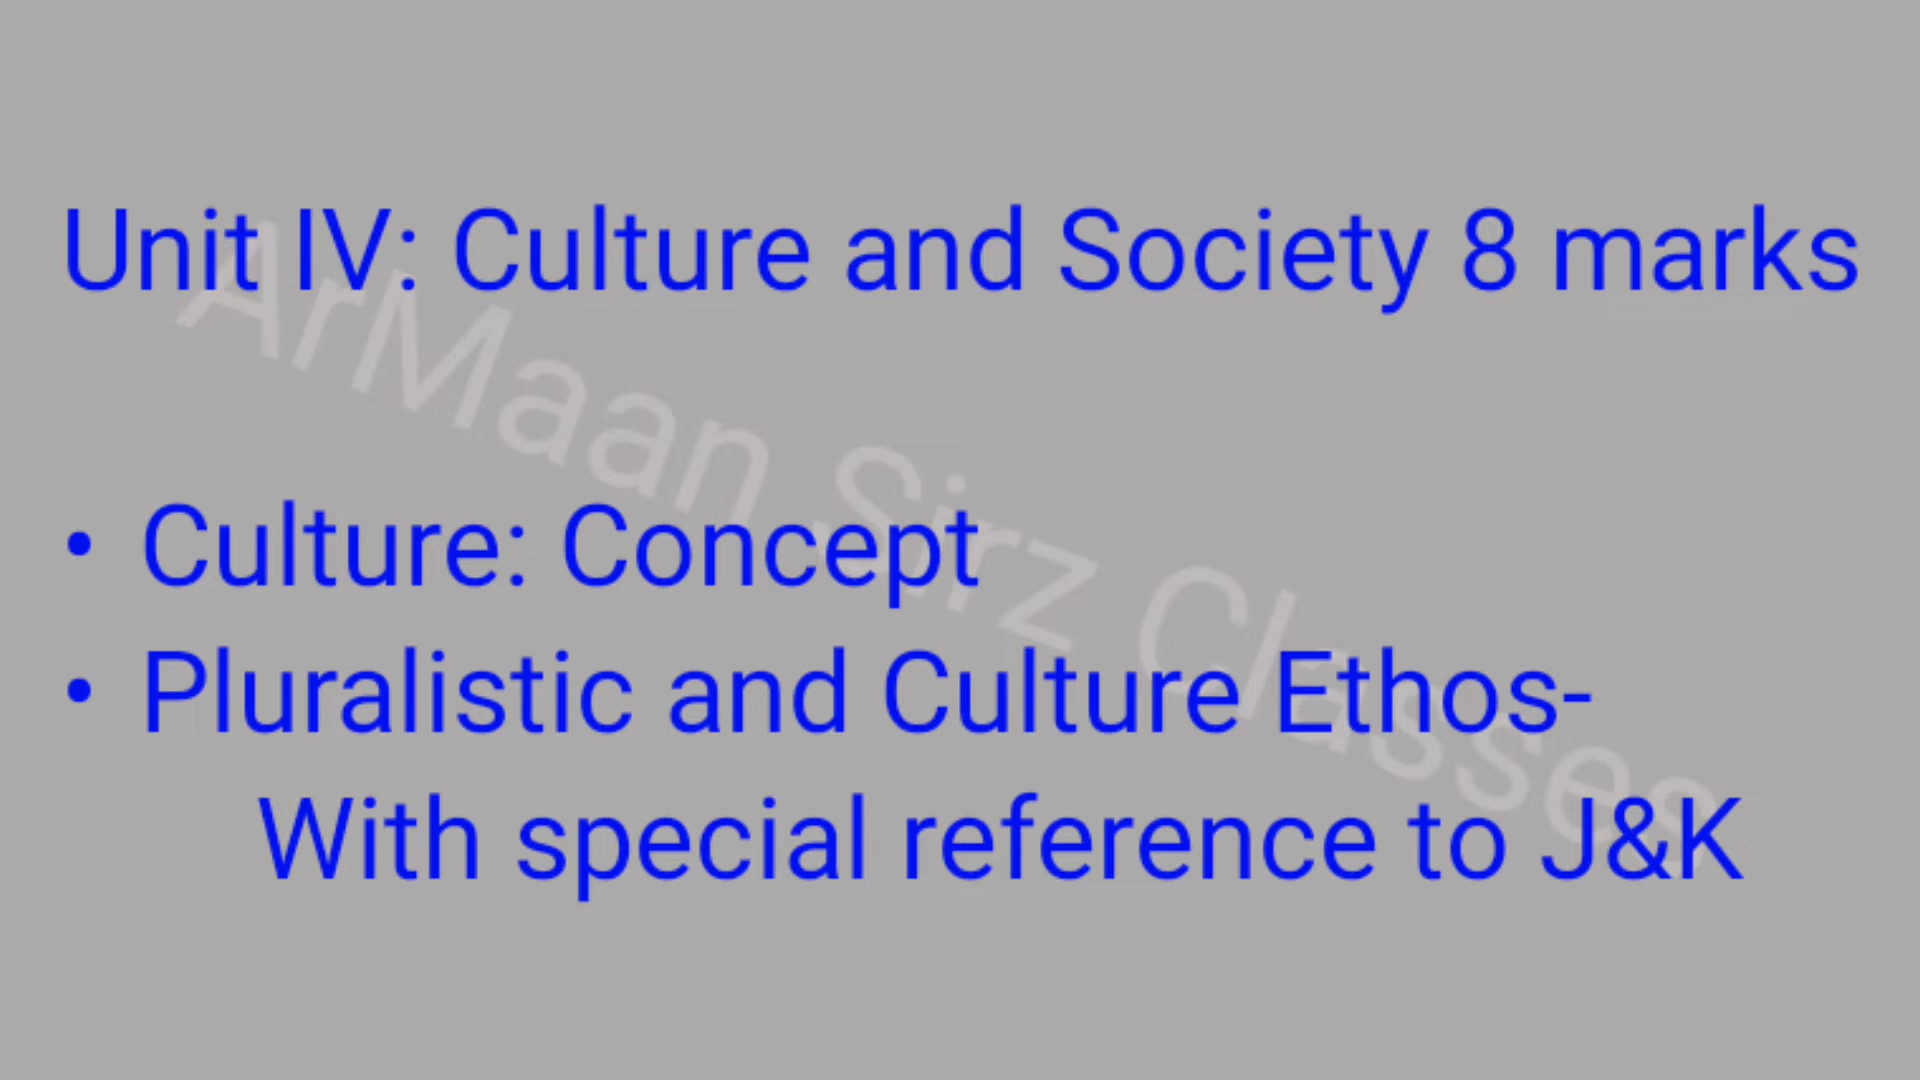 Unit IV: Culture and Society 8 marks
• Culture: Concept
• Pluralistic and Culture Ethos-
With special reference to J&K
ArMaan Sirz Classes